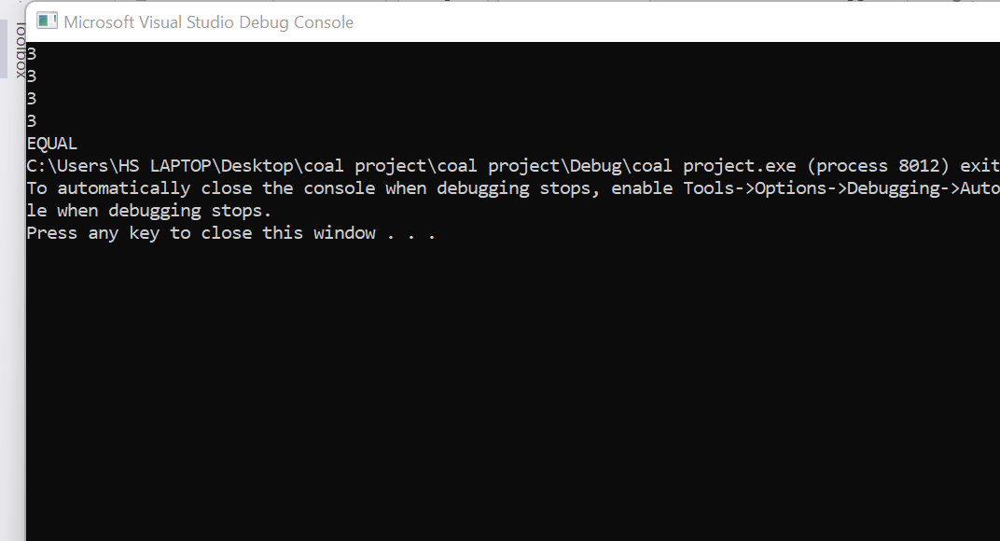 Microsoft Visual Studio Debug Console
Toolbox
3
3
3
3
EQUAL
C:\Users\HS LAPTOP\Desktop\coal project\coal project\Debug\coal project.exe (process 8012) exit
To automatically close the console when debugging stops, enable Tools->Options->Debugging->Auto
le when debugging stops.
Press any key to close this window . . .